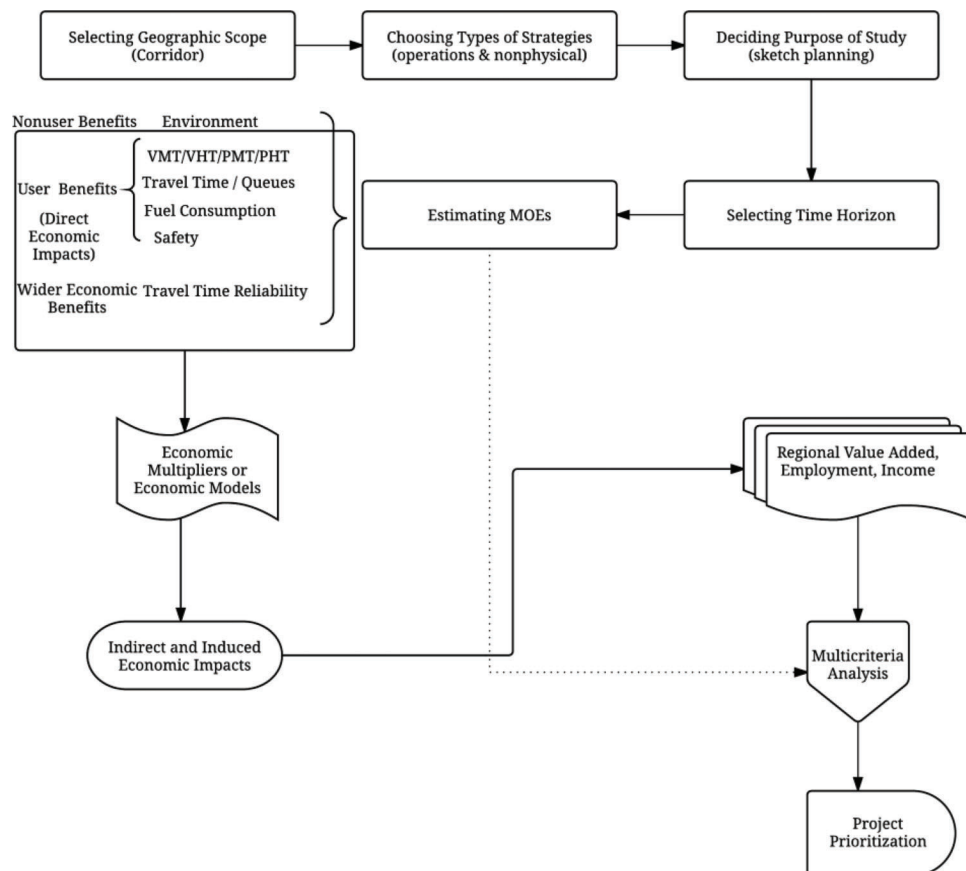 Selecting Geographic Scope
(Corridor)
Choosing Types of Strategies
(operations & nonphysical)
Deciding Purpose of Study
(sketch planning)
Nonuser Benefits Environment
VMT/VHT/PMT/PHT
User Benefits
Travel Time / Queues
(Direct
Economic
Impacts)
Fuel Consumption
Safety
Wider Economic
Benefits
Travel Time Reliability
Estimating MOEs
Selecting Time Horizon
Economic
Multipliers or
Economic Models
Regional Value Added,
Employment, Income
Indirect and Induced
Economic Impacts
Multicriteria
Analysis
Project
Prioritization